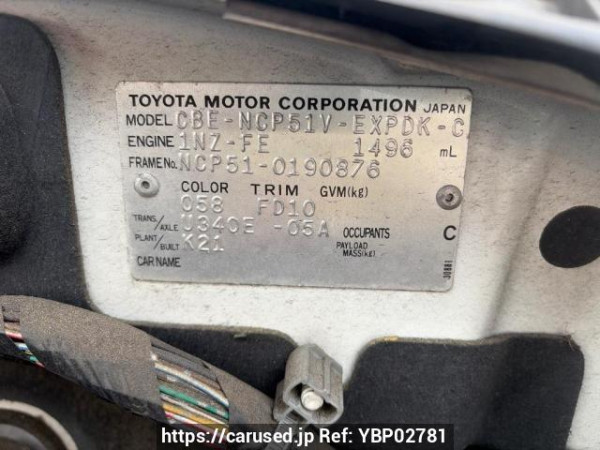 TOYOTA MOTOR CORPORATION JAPAN
MODEL CBE-NCP51V-EXPDK-C
ENGINE 1NZ-FE 1496 mL
FRAME No. NCP51-0190876
COLOR TRIM GVM(kg)
058 FD10
TRANS./AXLE U340E -05A OCCUPANTS C
PLANT/BUILT K21 PAYLOAD MASS(kg)
CAR NAME
https://carused.jp Ref: YBP02781